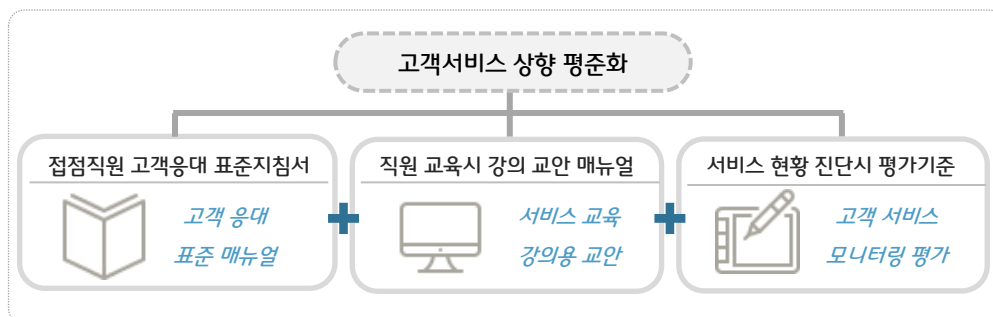 고객서비스 상향 평준화
접점직원 고객응대 표준지침서
고객 응대
표준 매뉴얼
직원 교육시 강의 교안 매뉴얼
서비스 교육
강의용 교안
서비스 현황 진단시 평가기준
고객 서비스
모니터링 평가